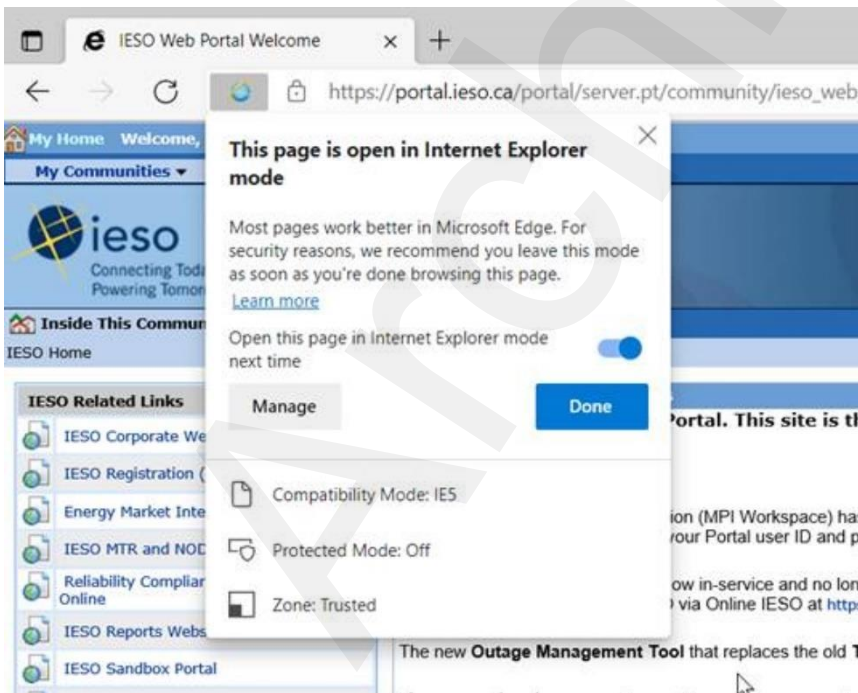 IESO Web Portal Welcome
https://portal.ieso.ca/portal/server.pt/community/ieso_web
My Home Welcome,
My Communities
ieso
Connecting Toda
Powering Tomor
Inside This Commun
IESO Home
This page is open in Internet Explorer
mode
Most pages work better in Microsoft Edge. For
security reasons, we recommend you leave this mode
as soon as you're done browsing this page.
Learn more
Open this page in Internet Explorer mode
next time
Manage
Done
Compatibility Mode: IE5
Protected Mode: Off
Zone: Trusted
IESO Related Links
IESO Corporate We
IESO Registration (
Energy Market Inte
IESO MTR and NOD
Reliability Complian
Online
IESO Reports Webs
IESO Sandbox Portal
Portal. This site is th
ion (MPI Workspace) ha
your Portal user ID and p
ow in-service and no lon
via Online IESO at http
The new Outage Management Tool that replaces the old T